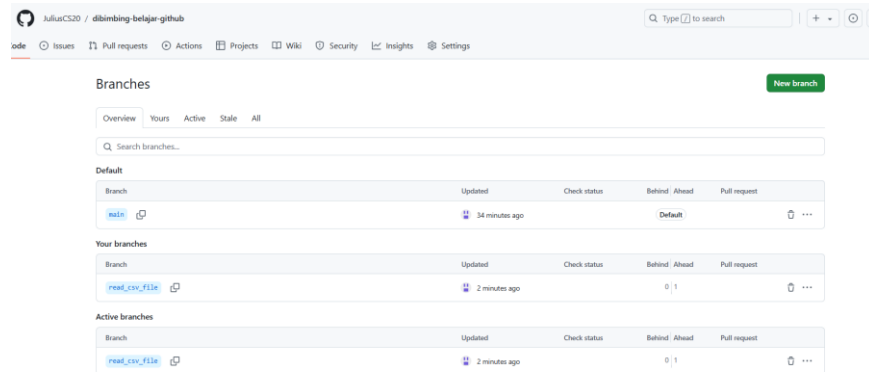 JuliusCS20 / dibimbing-belajar-github
Type / to search
ode Issues Pull requests Actions Projects Wiki Security Insights Settings
Branches
New branch
Overview Yours Active Stale All
Search branches...
Default
Branch Updated Check status Behind Ahead Pull request
main 34 minutes ago Default
Your branches
Branch Updated Check status Behind Ahead Pull request
read_csv_file 2 minutes ago 0 1
Active branches
Branch Updated Check status Behind Ahead Pull request
read_csv_file 2 minutes ago 0 1